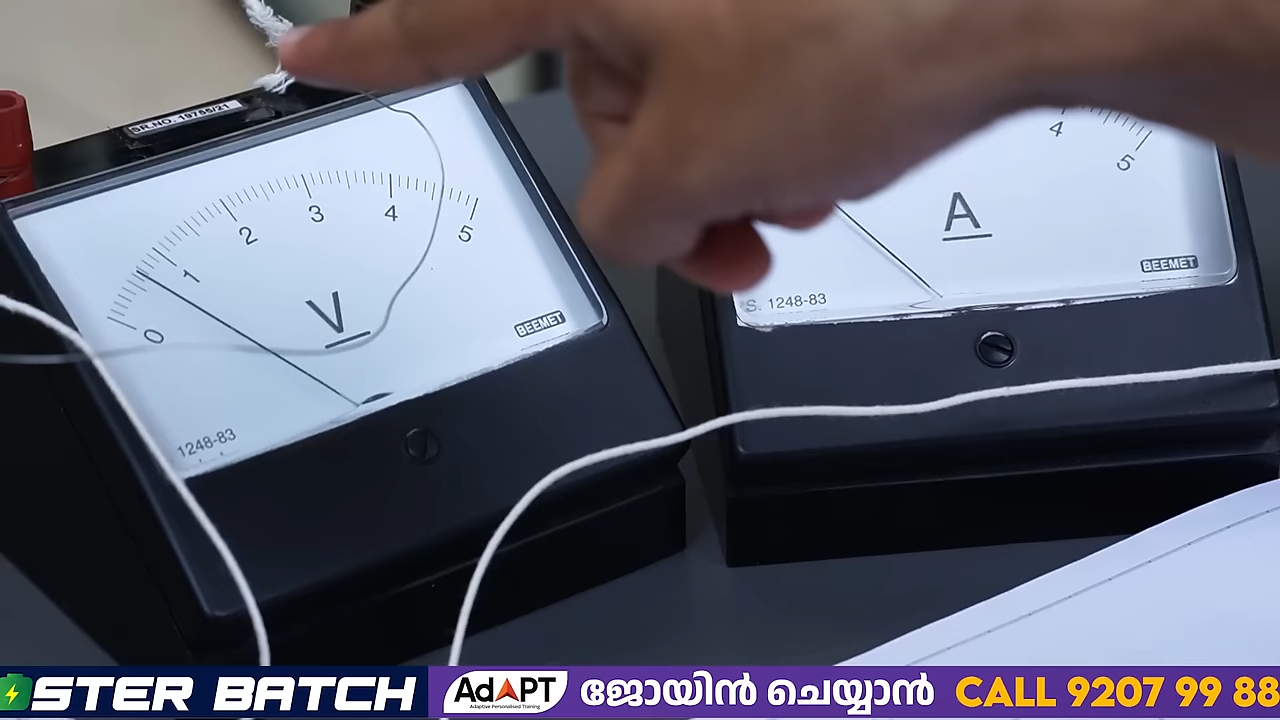 SR.NO. 19788/21
0 1 2 3 4 5
V
BEEMET
1248-83
4 5
A
BEEMET
S. 1248-83
STER BATCH
AdAPT
Adaptive Personalised Training
ജോയിൻ ചെയ്യാൻ
CALL 9207 99 88